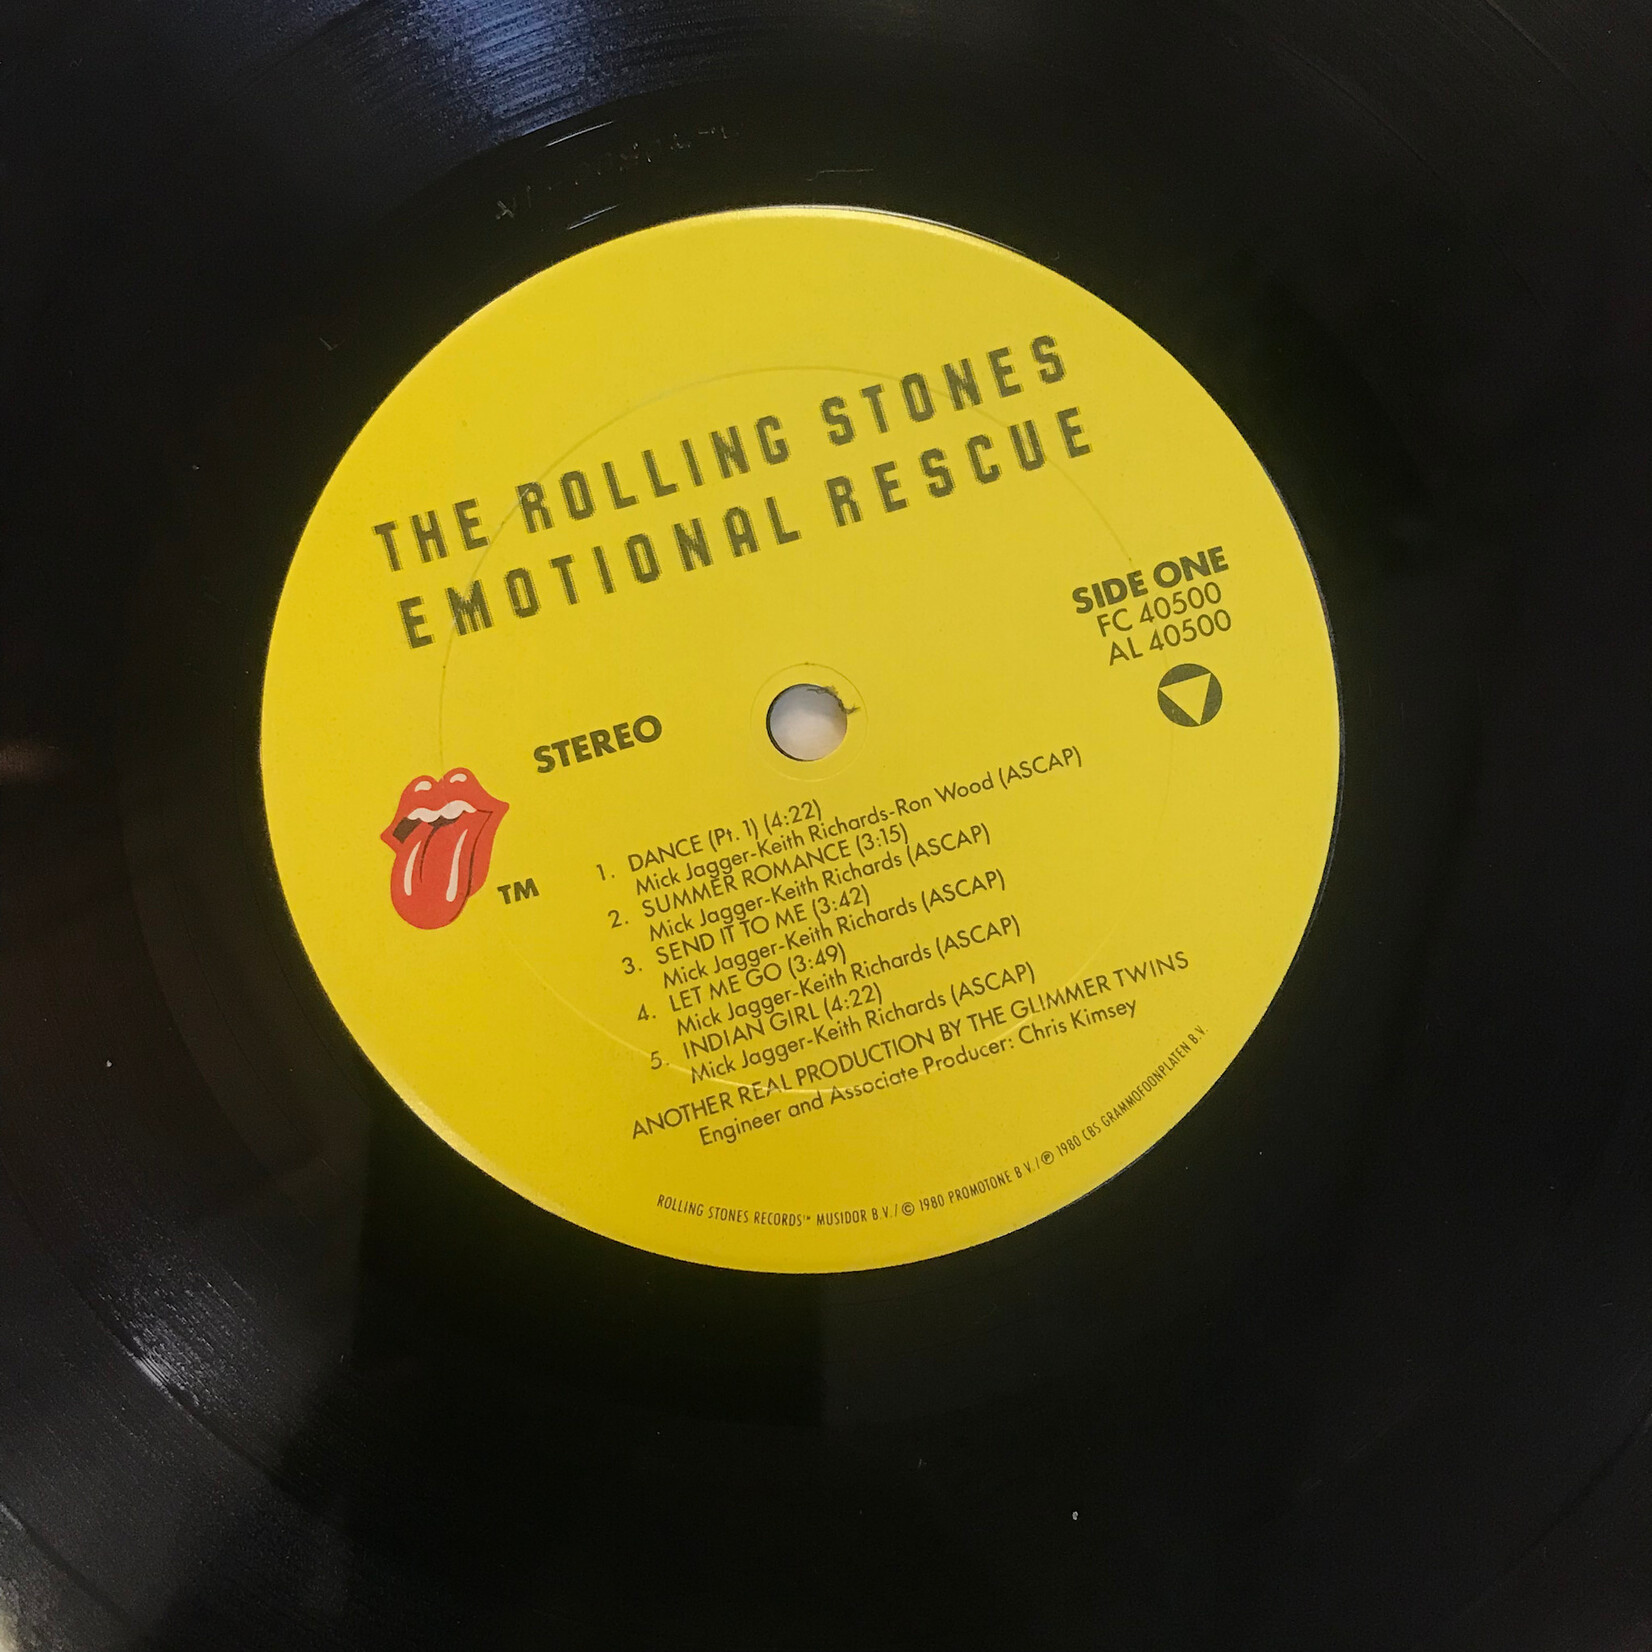 THE ROLLING STONES
EMOTIONAL RESCUE
SIDE ONE
FC 40500
AL 40500
STEREO
TM
1. DANCE (Pt. 1) (4:22)
Mick Jagger-Keith Richards-Ron Wood (ASCAP)
2. SUMMER ROMANCE (3:15)
Mick Jagger-Keith Richards (ASCAP)
3. SEND IT TO ME (3:42)
Mick Jagger-Keith Richards (ASCAP)
4. LET ME GO (3:49)
Mick Jagger-Keith Richards (ASCAP)
5. INDIAN GIRL (4:22)
Mick Jagger-Keith Richards (ASCAP)
ANOTHER REAL PRODUCTION BY THE GLIMMER TWINS
Engineer and Associate Producer: Chris Kimsey
ROLLING STONES RECORDS™ MUSIDOR B.V./© 1980 PROMOTONE B.V./℗ 1980 CBS GRAMMOFOONPLATEN B.V.